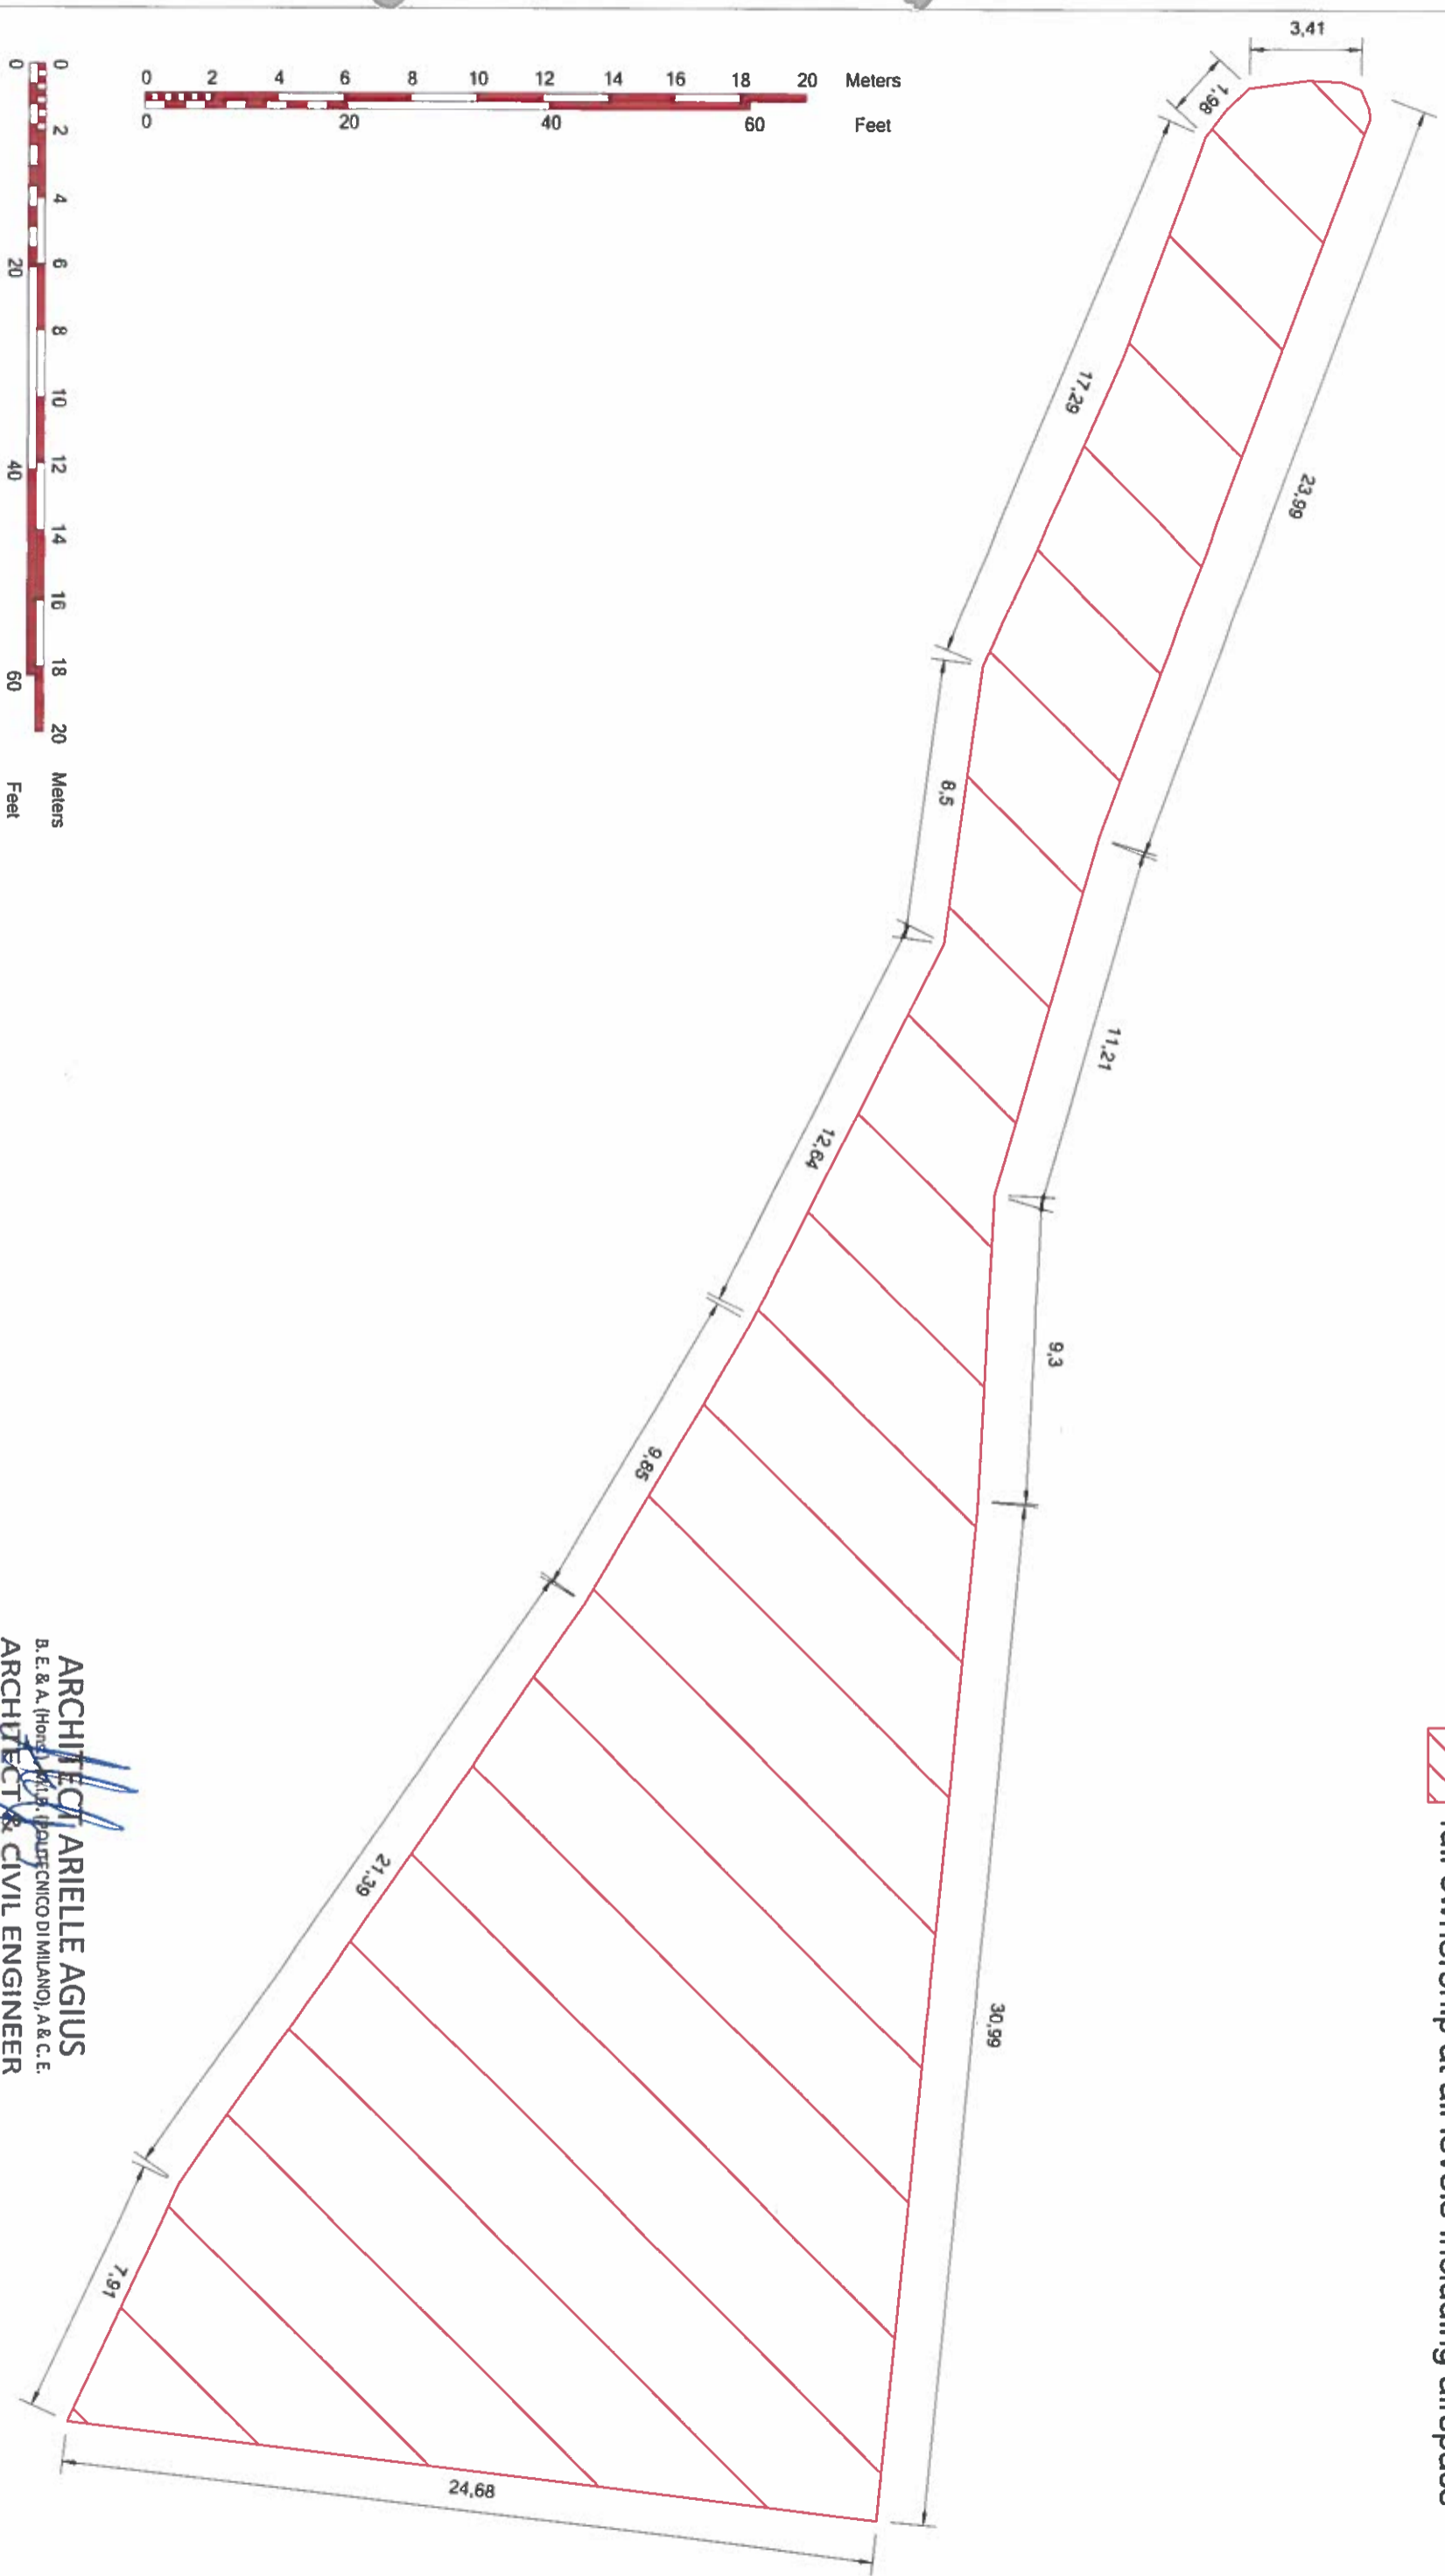 3,41
1,98
0 2 4 6 8 10 12 14 16 18 20 Meters
0 20 40 60 Feet
0 2 4 6 8 10 12 14 16 18 20 Meters
0 20 40 60 Feet
17,29
23,99
8,5
11,21
12,64
9,3
9,85
21,39
30,99
7,91
24,68
ARCHITECT ARIELLE AGIUS
B. E. & A. (Hons) (POLITECNICO DI MILANO), A & C. E.
ARCHITECT & CIVIL ENGINEER